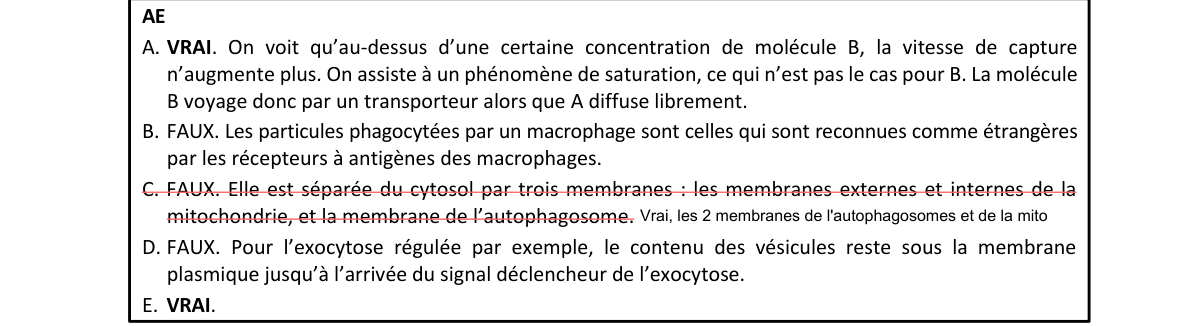 AE
A. VRAI. On voit qu’au-dessus d’une certaine concentration de molécule B, la vitesse de capture
n’augmente plus. On assiste à un phénomène de saturation, ce qui n’est pas le cas pour B. La molécule
B voyage donc par un transporteur alors que A diffuse librement.
B. FAUX. Les particules phagocytées par un macrophage sont celles qui sont reconnues comme étrangères
par les récepteurs à antigènes des macrophages.
C. FAUX. Elle est séparée du cytosol par trois membranes : les membranes externes et internes de la
mitochondrie, et la membrane de l’autophagosome. Vrai, les 2 membranes de l'autophagosomes et de la mito
D. FAUX. Pour l’exocytose régulée par exemple, le contenu des vésicules reste sous la membrane
plasmique jusqu’à l’arrivée du signal déclencheur de l’exocytose.
E. VRAI.